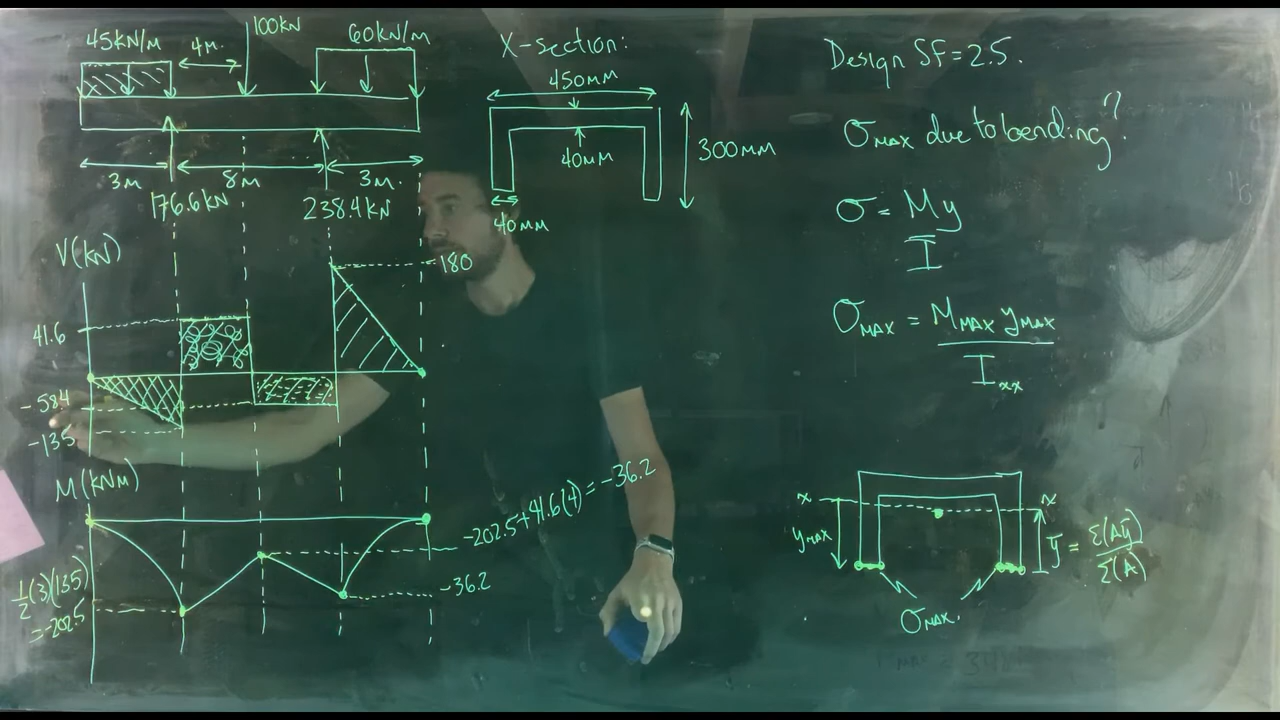 45kN/m
4m.
100kN
60kN/m
3m
8m
3m.
176.6kN
238.4kN
V(kN)
180
41.6
-584
-135
M(kNm)
1/2(3)(135)
=-202.5
-202.5+41.6(4)=-36.2
-36.2
X-section:
450mm
40mm
300mm
40mm
Design SF=2.5.
σMAX due to bending?
σ = My
I
σMAX = MMAX yMAX
Ixx
x
x
yMAX
ȳ = Σ(Aȳ)
Σ(A)
σMAX.